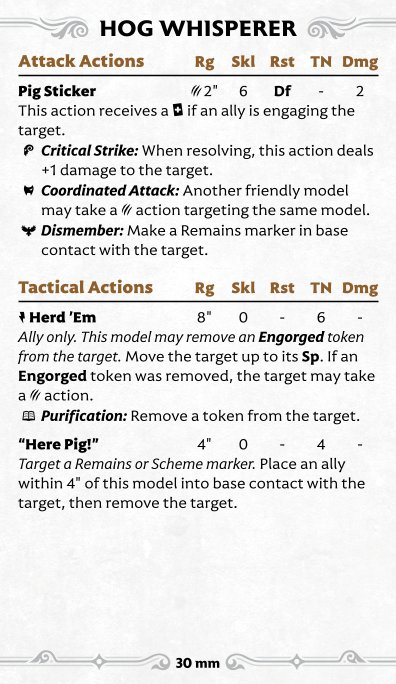 HOG WHISPERER
Attack Actions Rg Skl Rst TN Dmg
Pig Sticker 2" 6 Df - 2
This action receives a if an ally is engaging the
target.
Critical Strike: When resolving, this action deals
+1 damage to the target.
Coordinated Attack: Another friendly model
may take a action targeting the same model.
Dismember: Make a Remains marker in base
contact with the target.
Tactical Actions Rg Skl Rst TN Dmg
Herd ’Em 8" 0 - 6 -
Ally only. This model may remove an Engorged token
from the target. Move the target up to its Sp. If an
Engorged token was removed, the target may take
a action.
Purification: Remove a token from the target.
“Here Pig!” 4" 0 - 4 -
Target a Remains or Scheme marker. Place an ally
within 4" of this model into base contact with the
target, then remove the target.
30 mm